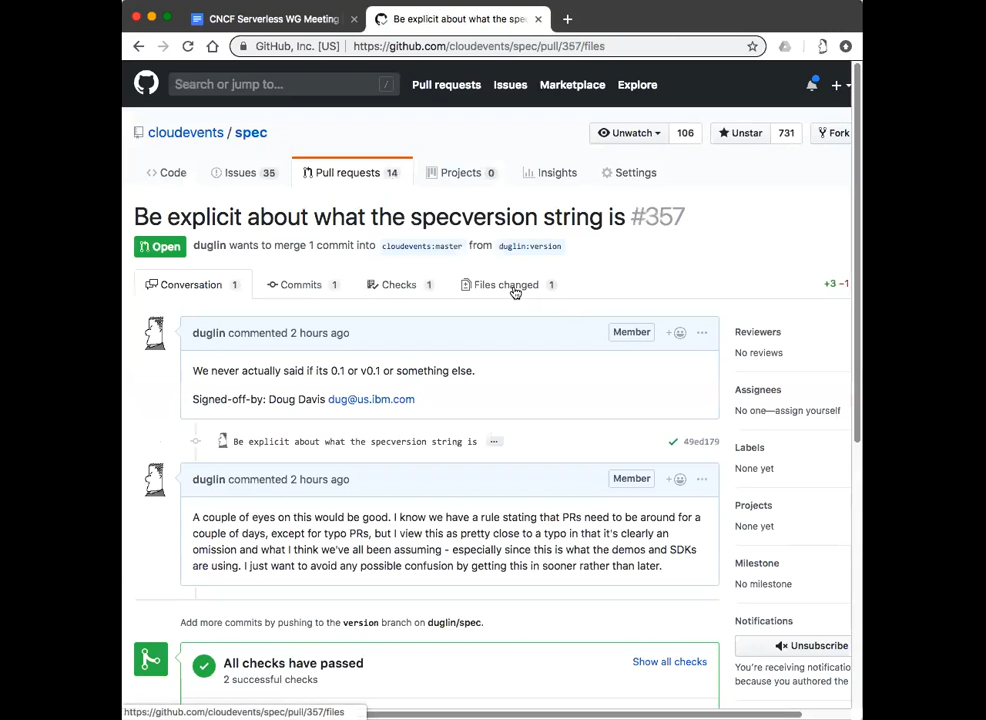 CNCF Serverless WG Meeting
Be explicit about what the spec
GitHub, Inc. [US] https://github.com/cloudevents/spec/pull/357/files
Search or jump to... /
Pull requests Issues Marketplace Explore
cloudevents / spec
Unwatch 106 Unstar 731 Fork
Code Issues 35 Pull requests 14 Projects 0 Insights Settings
Be explicit about what the specversion string is #357
Open duglin wants to merge 1 commit into cloudevents:master from duglin:version
Conversation 1 Commits 1 Checks 1 Files changed 1 +3 −1
duglin commented 2 hours ago Member
We never actually said if its 0.1 or v0.1 or something else.
Signed-off-by: Doug Davis dug@us.ibm.com
Be explicit about what the specversion string is ... 49ed179
duglin commented 2 hours ago Member
A couple of eyes on this would be good. I know we have a rule stating that PRs need to be around for a
couple of days, except for typo PRs, but I view this as pretty close to a typo in that it's clearly an
omission and what I think we've all been assuming - especially since this is what the demos and SDKs
are using. I just want to avoid any possible confusion by getting this in sooner rather than later.
Add more commits by pushing to the version branch on duglin/spec.
All checks have passed Show all checks
2 successful checks
Reviewers
No reviews
Assignees
No one—assign yourself
Labels
None yet
Projects
None yet
Milestone
No milestone
Notifications
Unsubscribe
You're receiving notificatio
because you authored the
https://github.com/cloudevents/spec/pull/357/files